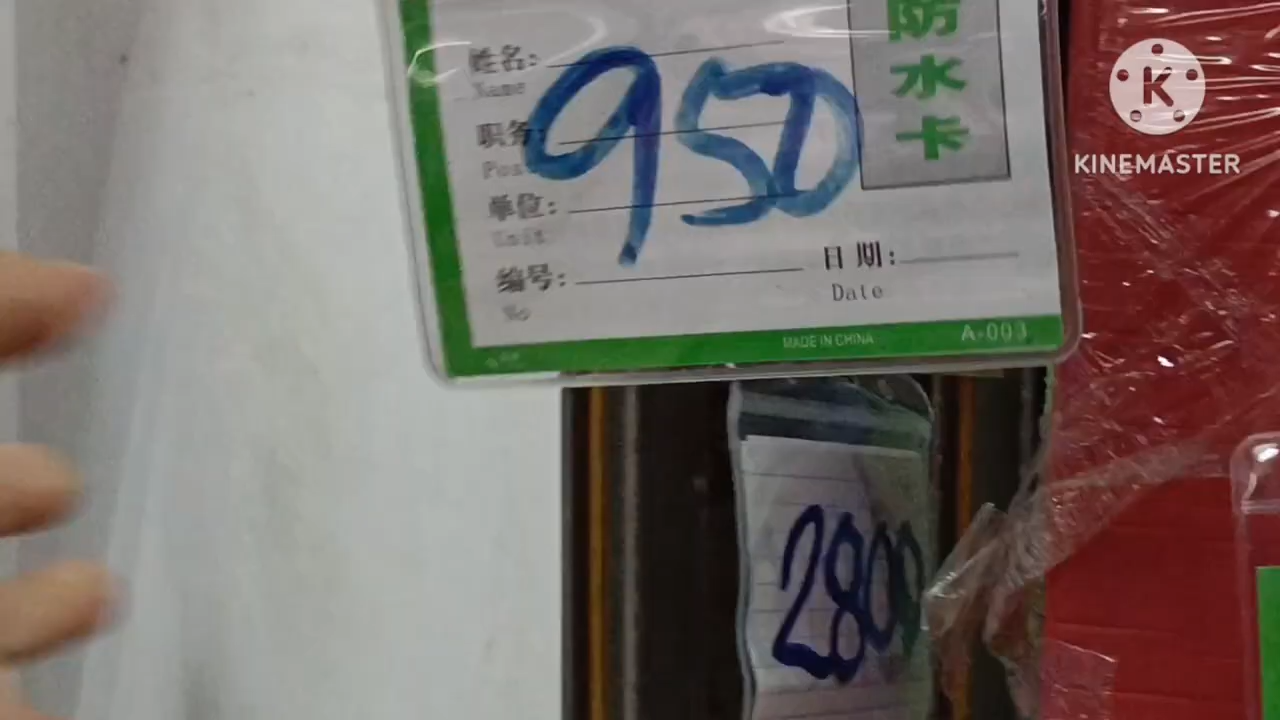 防
水
卡
姓名:
Name
950
职务
Post
单位:
Unit
编号:
No
日期:
Date
MADE IN CHINA
A-003
2800
KINEMASTER